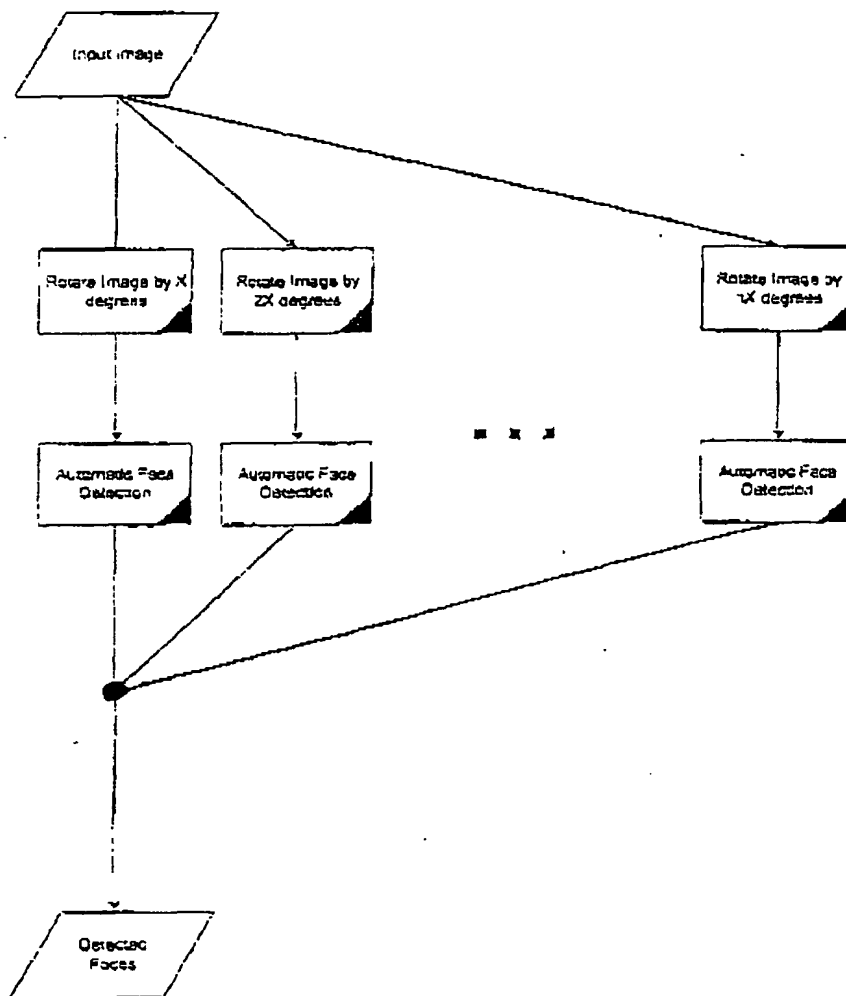 Input Image
Rotate Image by X
degrees
Rotate Image by
2X degrees
Rotate Image by
nX degrees
Automatic Face
Detection
Automatic Face
Detection
Automatic Face
Detection
Detected
Faces